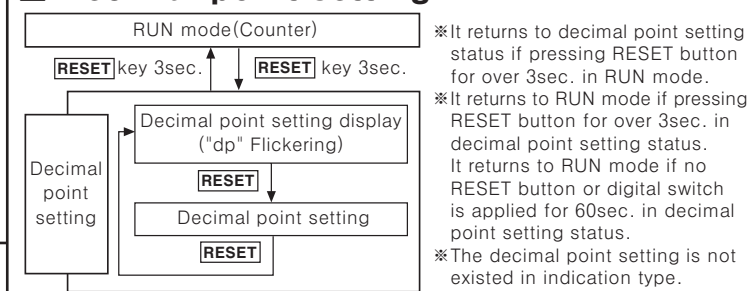 RUN mode(Counter)
RESET key 3sec.
RESET key 3sec.
Decimal
point
setting
Decimal point setting display
("dp" Flickering)
RESET
Decimal point setting
RESET
※It returns to decimal point setting
status if pressing RESET button
for over 3sec. in RUN mode.
※It returns to RUN mode if pressing
RESET button for over 3sec. in
decimal point setting status.
It returns to RUN mode if no
RESET button or digital switch
is applied for 60sec. in decimal
point setting status.
※The decimal point setting is not
existed in indication type.